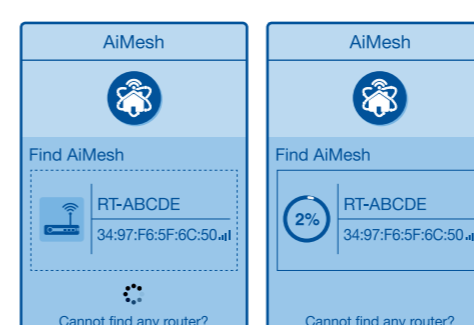 AiMesh
Find AiMesh
RT-ABCDE
34:97:F6:5F:6C:50
Cannot find any router?
AiMesh
Find AiMesh
2%
RT-ABCDE
34:97:F6:5F:6C:50
Cannot find any router?